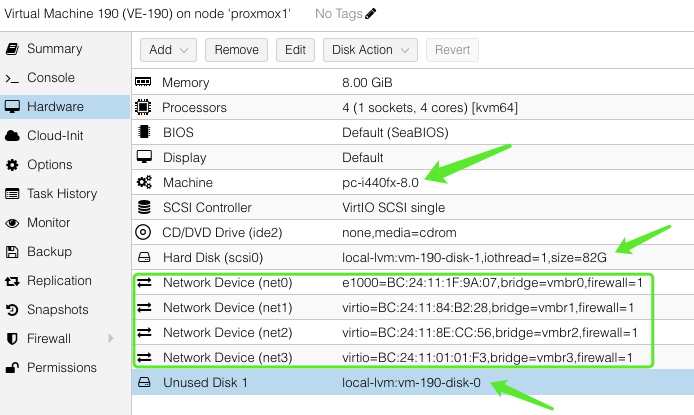 Virtual Machine 190 (VE-190) on node 'proxmox1' No Tags
Summary
Console
Hardware
Cloud-Init
Options
Task History
Monitor
Backup
Replication
Snapshots
Firewall
Permissions
Add Remove Edit Disk Action Revert
Memory 8.00 GiB
Processors 4 (1 sockets, 4 cores) [kvm64]
BIOS Default (SeaBIOS)
Display Default
Machine pc-i440fx-8.0
SCSI Controller VirtIO SCSI single
CD/DVD Drive (ide2) none,media=cdrom
Hard Disk (scsi0) local-lvm:vm-190-disk-1,iothread=1,size=82G
Network Device (net0) e1000=BC:24:11:1F:9A:07,bridge=vmbr0,firewall=1
Network Device (net1) virtio=BC:24:11:84:B2:28,bridge=vmbr1,firewall=1
Network Device (net2) virtio=BC:24:11:8E:CC:56,bridge=vmbr2,firewall=1
Network Device (net3) virtio=BC:24:11:01:01:F3,bridge=vmbr3,firewall=1
Unused Disk 1 local-lvm:vm-190-disk-0